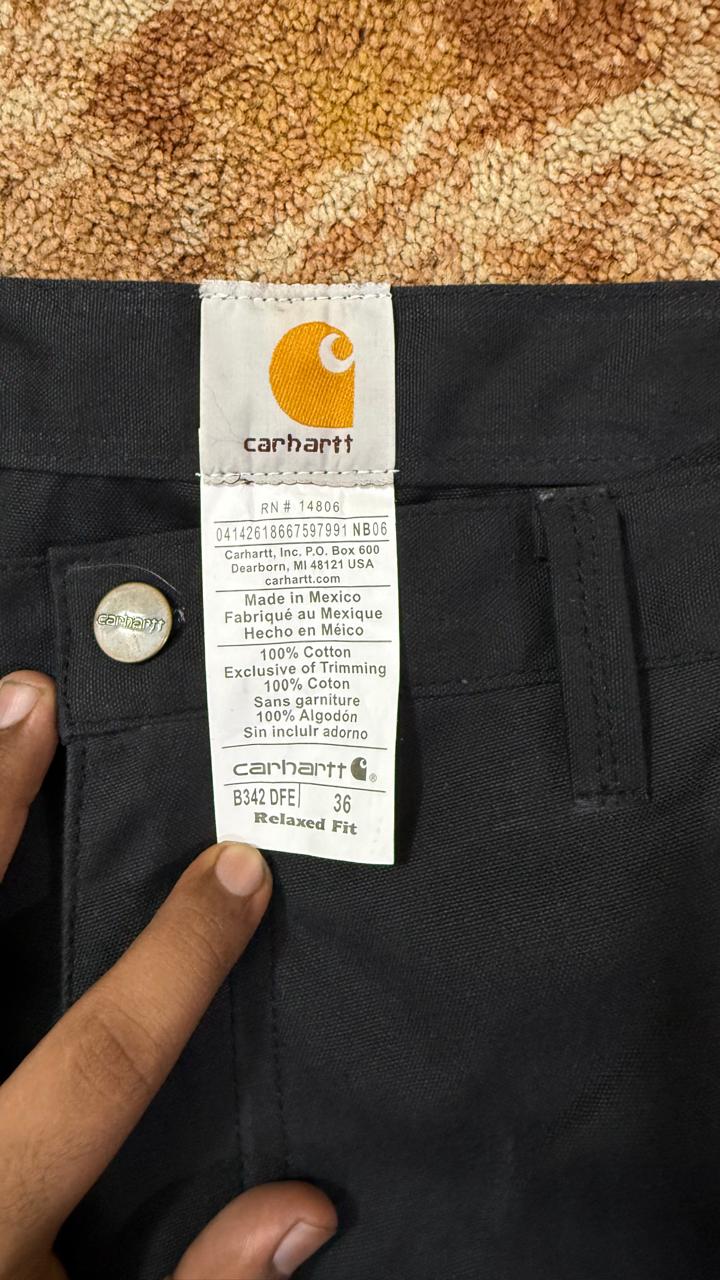 carhartt
RN# 14806
04142618667597991 NB06
Carhartt, Inc. P.O. Box 600
Dearborn, MI 48121 USA
carhartt.com
Made in Mexico
Fabriqué au Mexique
Hecho en Méico
100% Cotton
Exclusive of Trimming
100% Coton
Sans garniture
100% Algodón
Sin incluir adorno
carhartt ®
B342 DFE 36
Relaxed Fit
carhartt